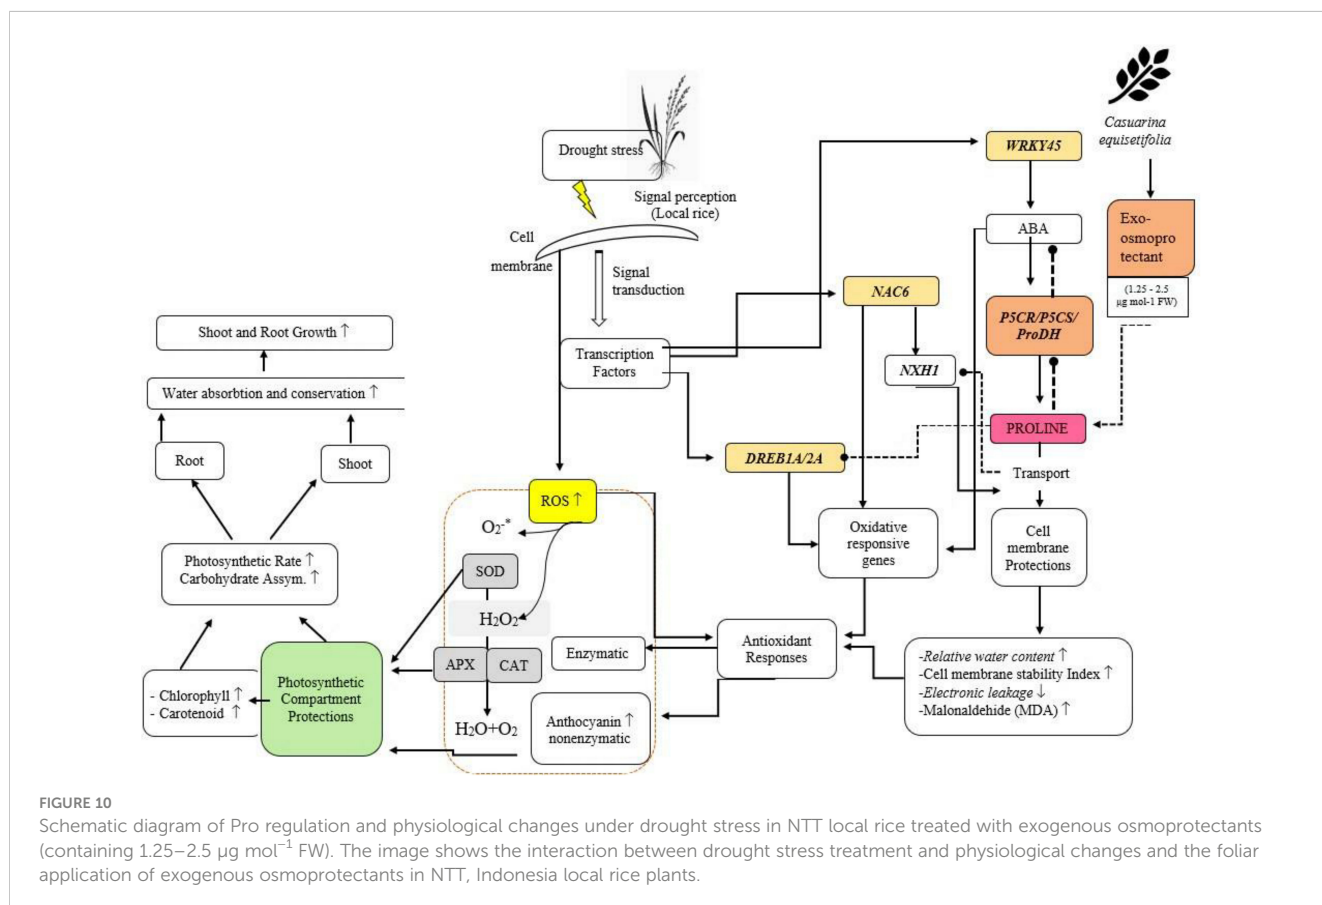 Casuarina
equisetifolia
Drought stress
WRKY45
Signal perception
(Local rice)
Exo-
osmopro
tectant
ABA
Cell
membrane
Signal
transduction
(1.25 - 2.5
µg mol-1 FW)
NAC6
P5CR/P5CS/
ProDH
Shoot and Root Growth ↑
Transcription
Factors
NXH1
Water absorbtion and conservation ↑
PROLINE
Root
Shoot
DREB1A/2A
Transport
ROS ↑
O2-*
Oxidative
responsive
genes
Cell
membrane
Protections
Photosynthetic Rate ↑
Carbohydrate Assym. ↑
SOD
H2O2
Antioxidant
Responses
Enzymatic
APX
CAT
-Relative water content ↑
-Cell membrane stability Index ↑
-Electronic leakage ↓
-Malonaldehide (MDA) ↑
Photosynthetic
Compartment
Protections
- Chlorophyll ↑
- Carotenoid ↑
Anthocyanin ↑
nonenzymatic
H2O+O2
FIGURE 10
Schematic diagram of Pro regulation and physiological changes under drought stress in NTT local rice treated with exogenous osmoprotectants
(containing 1.25–2.5 µg mol−1 FW). The image shows the interaction between drought stress treatment and physiological changes and the foliar
application of exogenous osmoprotectants in NTT, Indonesia local rice plants.